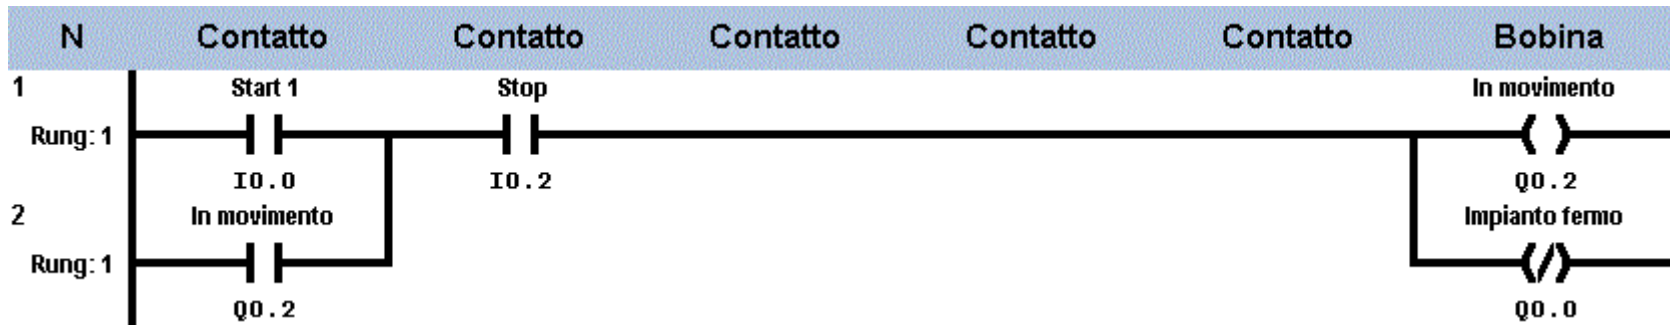 N Contatto Contatto Contatto Contatto Contatto Bobina
1 Start 1 Stop In movimento
Rung: 1
I0.0 I0.2 Q0.2
2 In movimento Impianto fermo
Rung: 1
Q0.2 Q0.0